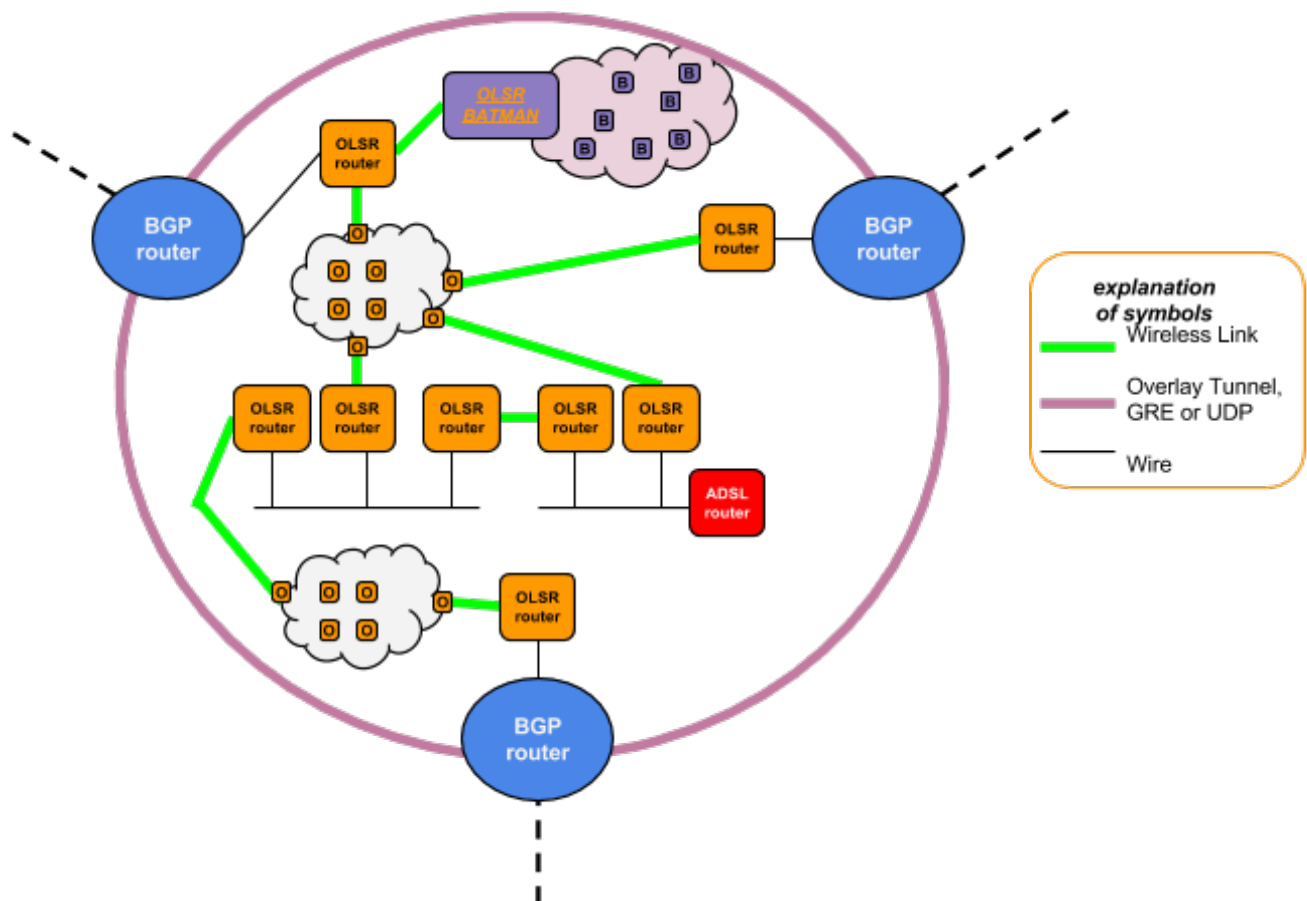 OLSR
BATMAN
B
B
B
B
B
B
B
OLSR
router
BGP
router
OLSR
router
BGP
router
O
O
O
O
O
O
O
O
explanation
of symbols
Wireless Link
Overlay Tunnel,
GRE or UDP
Wire
OLSR
router
OLSR
router
OLSR
router
OLSR
router
OLSR
router
ADSL
router
O
O
O
O
O
O
OLSR
router
BGP
router